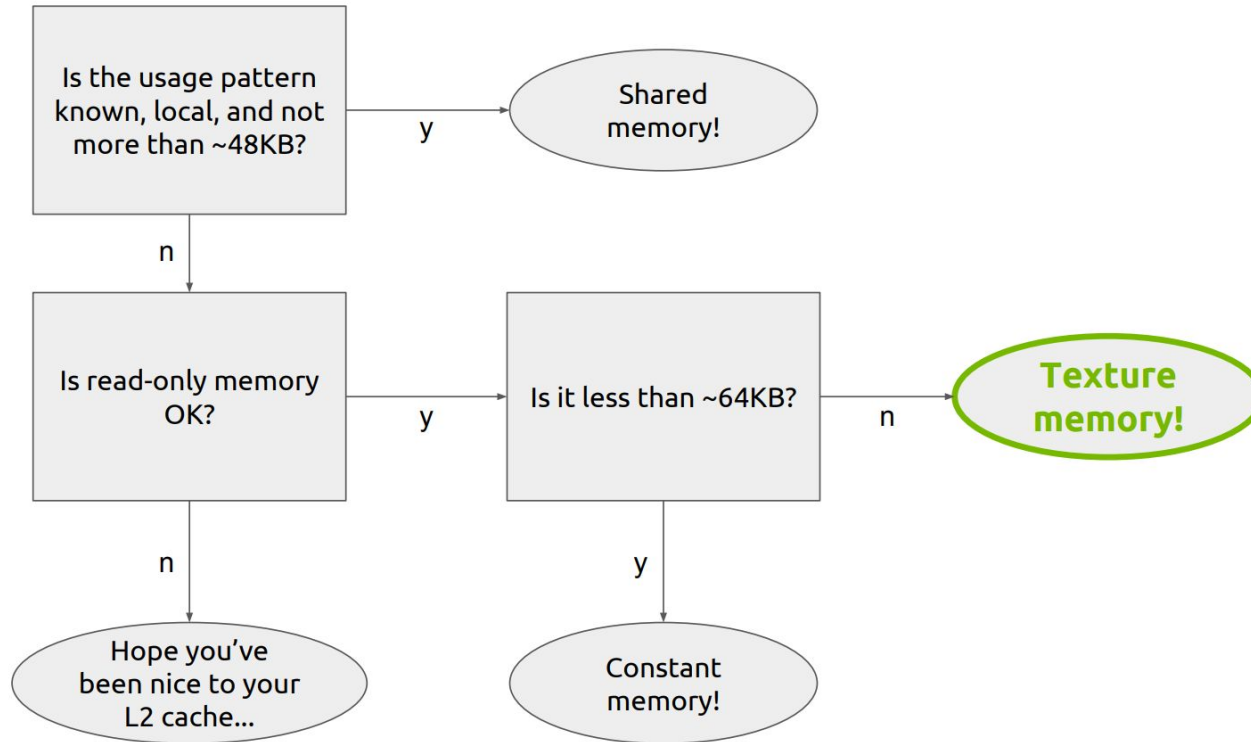 Is the usage pattern
known, local, and not
more than ~48KB?
y
Shared
memory!
n
Is read-only memory
OK?
y
Is it less than ~64KB?
n
Texture
memory!
n
y
Hope you’ve
been nice to your
L2 cache...
Constant
memory!